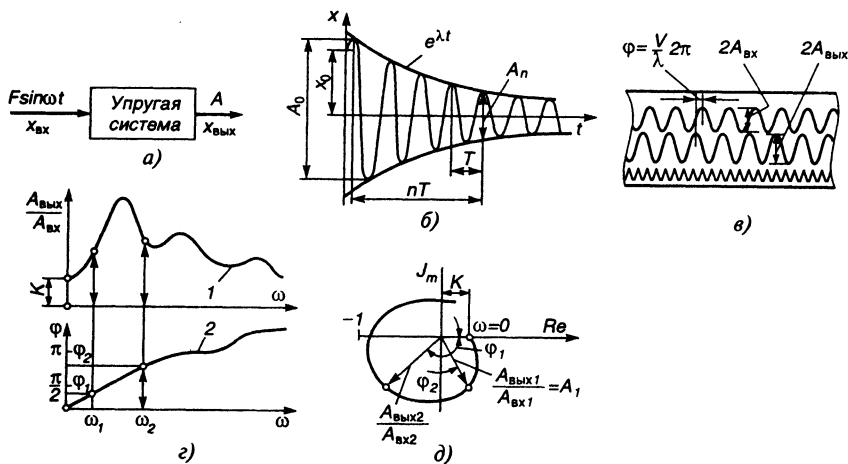 Fsinωt
x_вх
Упругая
система
A
x_вых
а)
x
e^λt
A_n
A_0
x_0
t
T
nT
б)
φ=V/λ 2π
2A_вх
2A_вых
в)
A_вых/A_вх
K
1
ω
φ
π
φ_2
π/2
φ_1
2
ω_1
ω_2
ω
г)
J_m
K
-1
ω=0
Re
φ_1
φ_2
A_вых1/A_вх1=A_1
A_вых2/A_вх2
д)